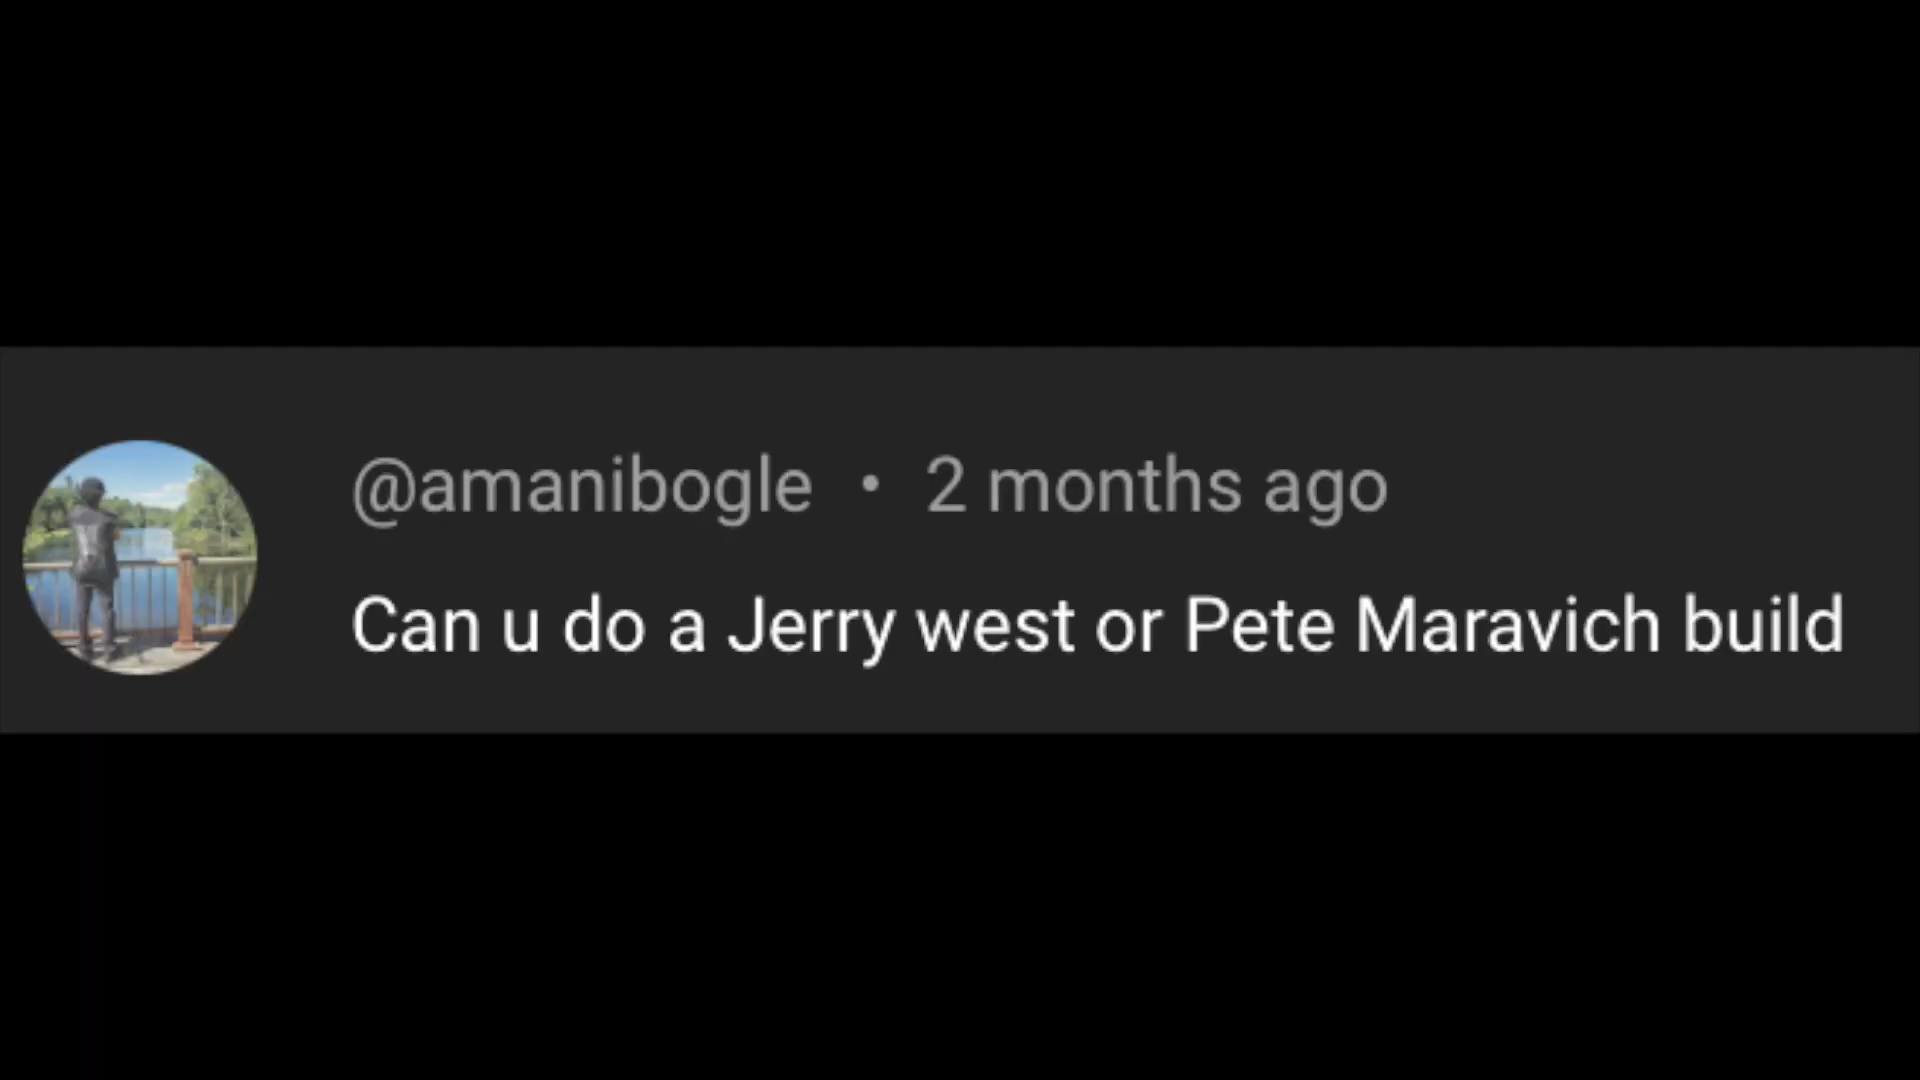 @amanibogle • 2 months ago
Can u do a Jerry west or Pete Maravich build